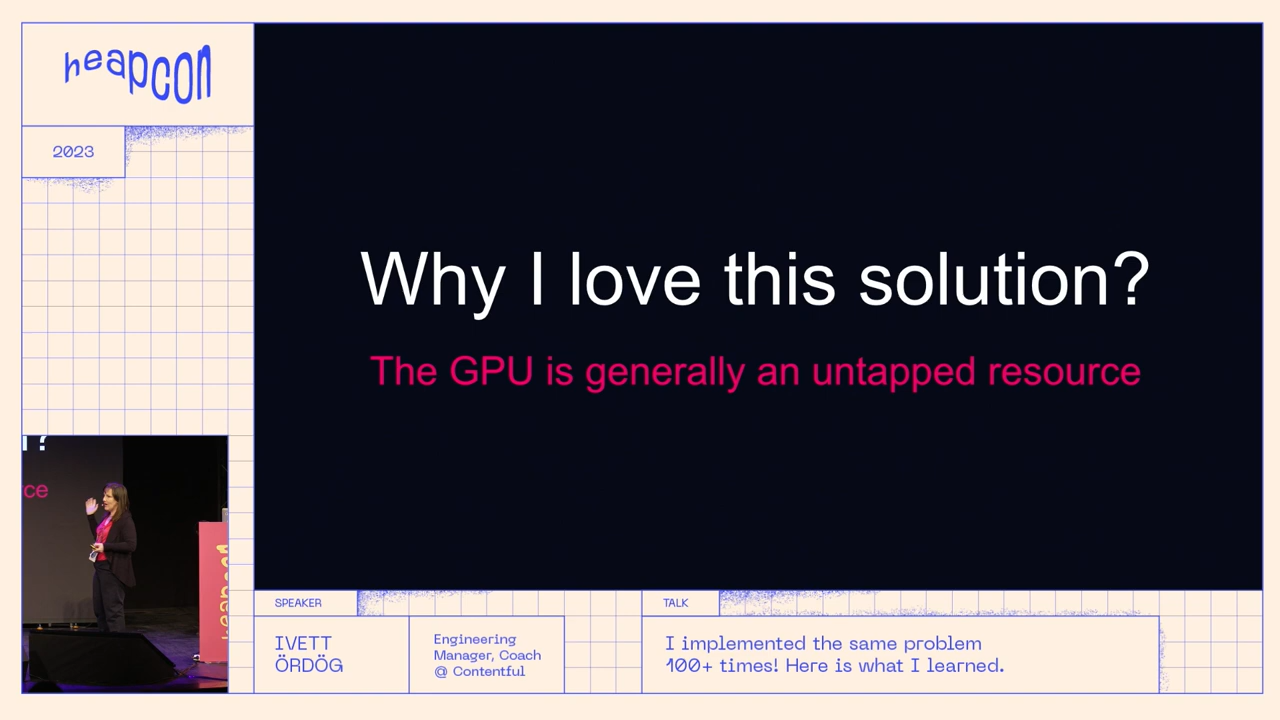 heapcon
2023
Why I love this solution?
The GPU is generally an untapped resource
?
ce
SPEAKER
IVETT
ÖRDÖG
Engineering
Manager, Coach
@ Contentful
TALK
I implemented the same problem
100+ times! Here is what I learned.